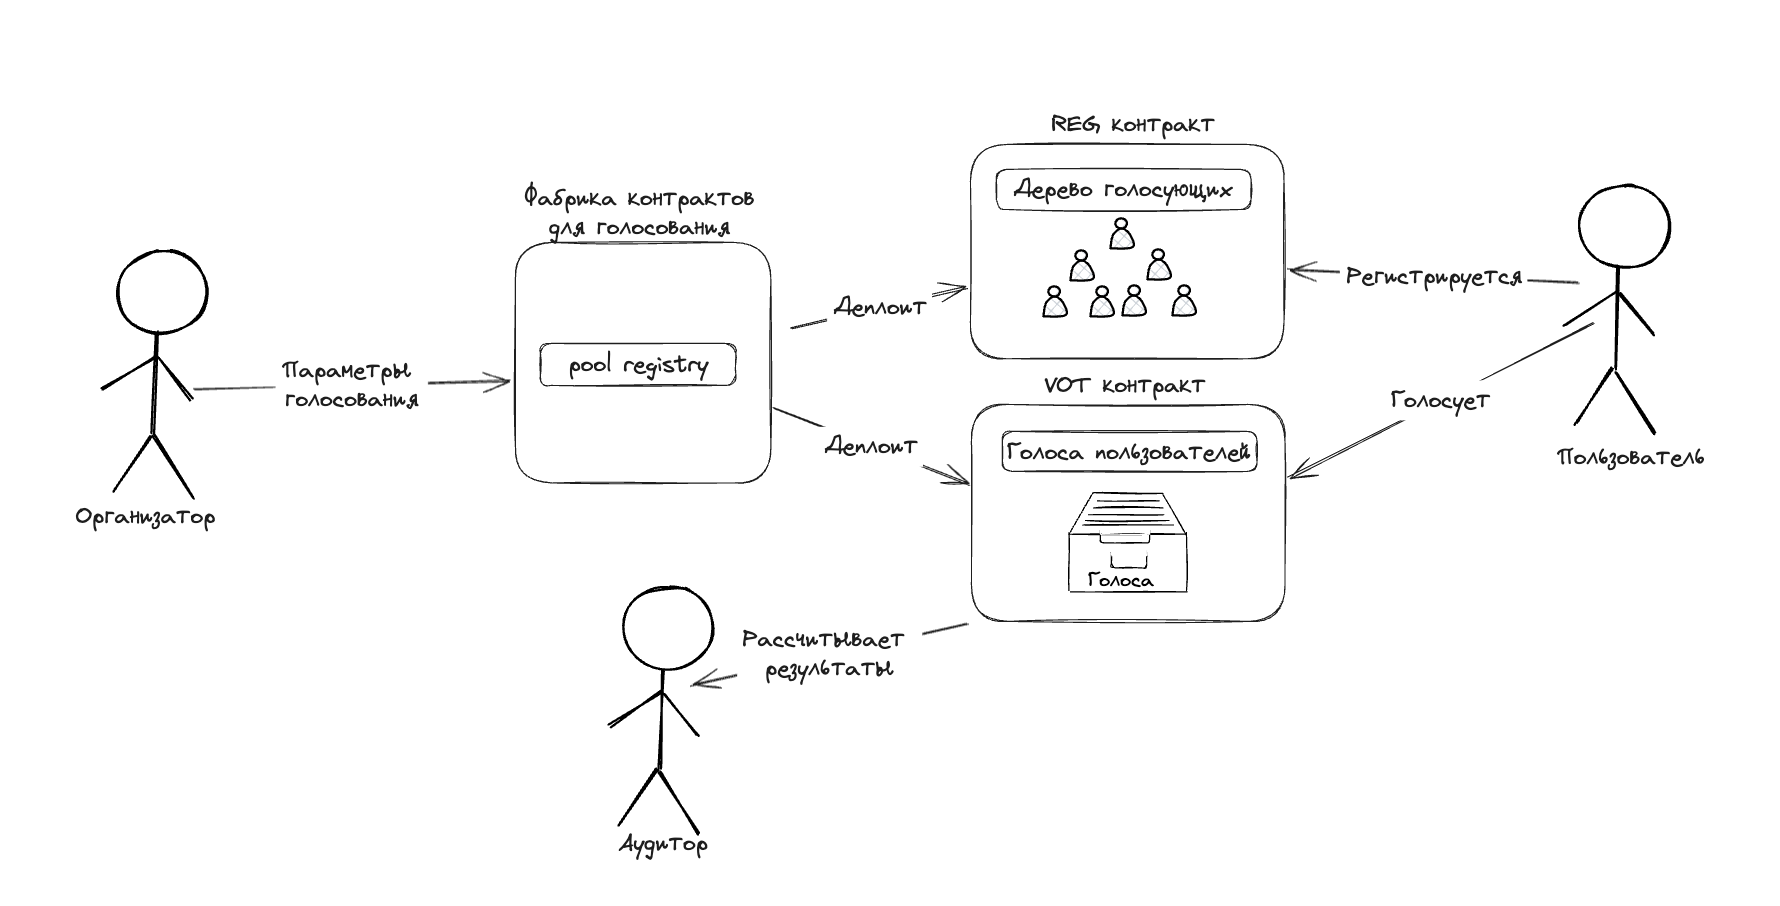 REG контракт
Дерево голосующих
Фабрика контрактов
для голосования
Регистрируется
Деплоит
pool registry
Параметры
голосования
VOT контракт
Голосует
Деплоит
Голоса пользователей
Пользователь
Организатор
Голоса
Рассчитывает
результаты
Аудитор